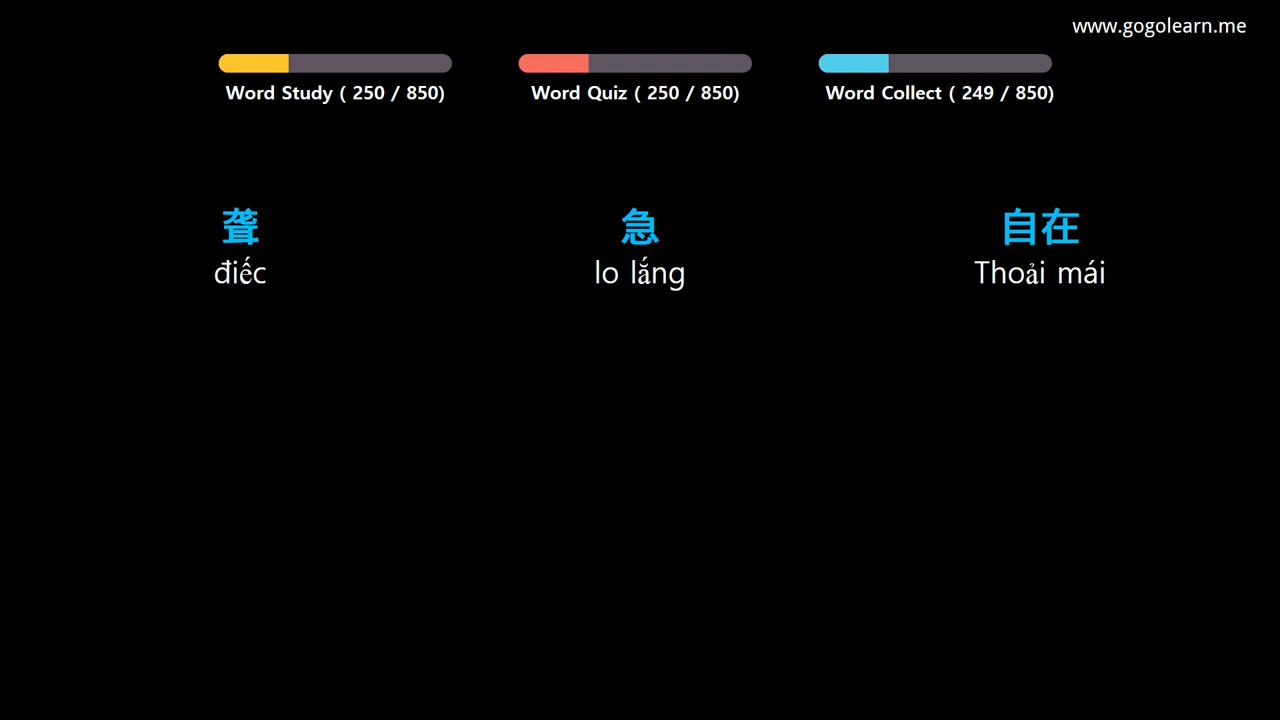 www.gogolearn.me
Word Study ( 250 / 850)
Word Quiz ( 250 / 850)
Word Collect ( 249 / 850)
聋
điếc
急
lo lắng
自在
Thoải mái